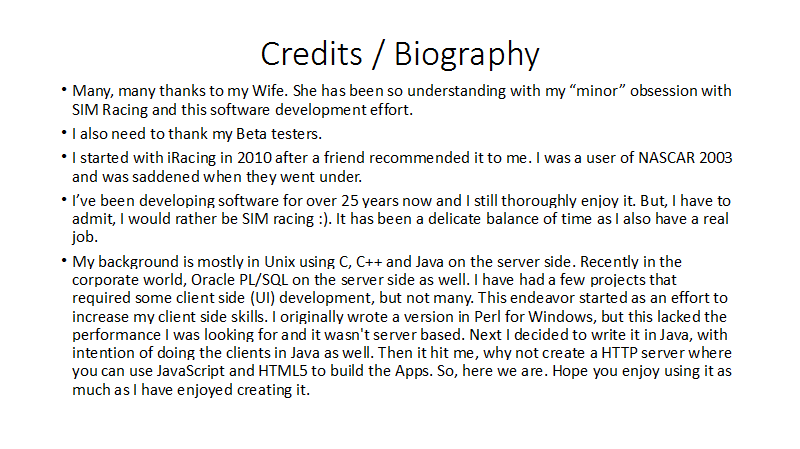 Credits / Biography
• Many, many thanks to my Wife. She has been so understanding with my “minor” obsession with
SIM Racing and this software development effort.
• I also need to thank my Beta testers.
• I started with iRacing in 2010 after a friend recommended it to me. I was a user of NASCAR 2003
and was saddened when they went under.
• I’ve been developing software for over 25 years now and I still thoroughly enjoy it. But, I have to
admit, I would rather be SIM racing :). It has been a delicate balance of time as I also have a real
job.
• My background is mostly in Unix using C, C++ and Java on the server side. Recently in the
corporate world, Oracle PL/SQL on the server side as well. I have had a few projects that
required some client side (UI) development, but not many. This endeavor started as an effort to
increase my client side skills. I originally wrote a version in Perl for Windows, but this lacked the
performance I was looking for and it wasn't server based. Next I decided to write it in Java, with
intention of doing the clients in Java as well. Then it hit me, why not create a HTTP server where
you can use JavaScript and HTML5 to build the Apps. So, here we are. Hope you enjoy using it as
much as I have enjoyed creating it.